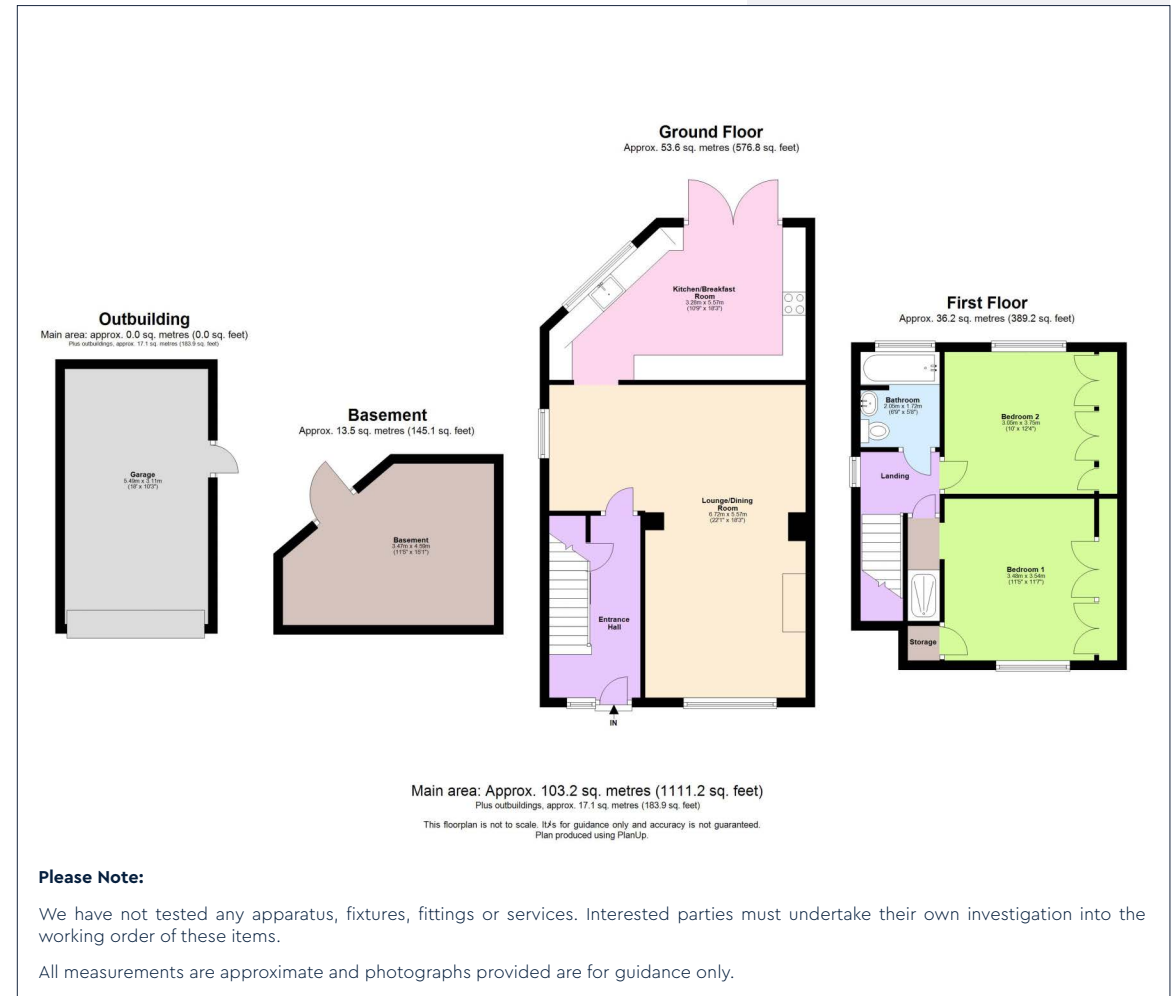 Ground Floor
Approx. 53.6 sq. metres (576.8 sq. feet)
Kitchen/Breakfast
Room
3.28m x 5.57m
(10'9" x 18'3")
Lounge/Dining
Room
6.72m x 5.57m
(22'1" x 18'3")
Entrance
Hall
IN
Outbuilding
Main area: approx. 0.0 sq. metres (0.0 sq. feet)
Plus outbuildings, approx. 17.1 sq. metres (183.9 sq. feet)
Garage
5.49m x 3.11m
(18' x 10'3")
Basement
Approx. 13.5 sq. metres (145.1 sq. feet)
Basement
3.47m x 4.59m
(11'5" x 15'1")
First Floor
Approx. 36.2 sq. metres (389.2 sq. feet)
Bathroom
2.05m x 1.72m
(6'9" x 5'8")
Bedroom 2
3.05m x 3.75m
(10' x 12'4")
Landing
Bedroom 1
3.48m x 3.54m
(11'5" x 11'7")
Storage
Main area: Approx. 103.2 sq. metres (1111.2 sq. feet)
Plus outbuildings, approx. 17.1 sq. metres (183.9 sq. feet)
This floorplan is not to scale. It/s for guidance only and accuracy is not guaranteed.
Plan produced using PlanUp.
Please Note:
We have not tested any apparatus, fixtures, fittings or services. Interested parties must undertake their own investigation into the
working order of these items.
All measurements are approximate and photographs provided are for guidance only.